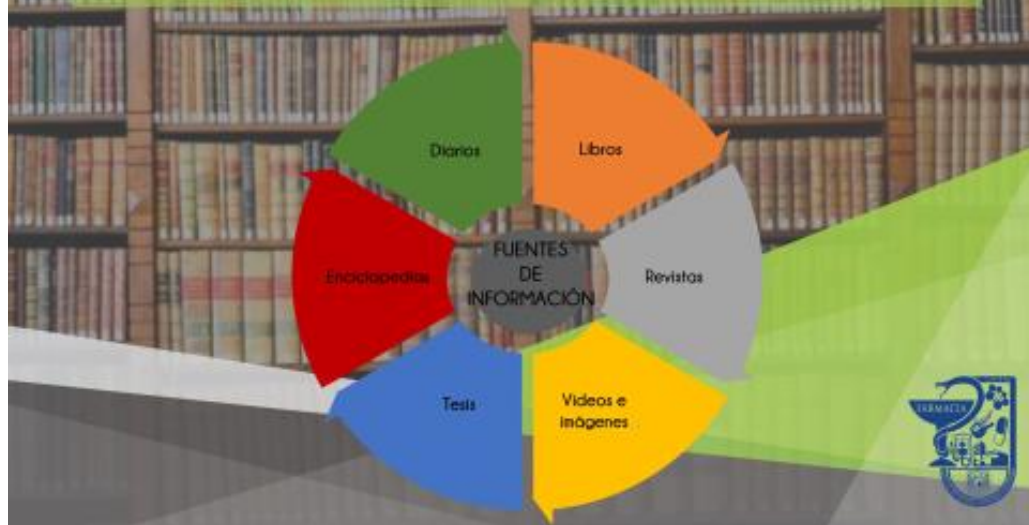 Diarios
Libros
Enciclopedias
FUENTES
DE
INFORMACIÓN
Revistas
Tesis
Videos e
imágenes
FARMACIA